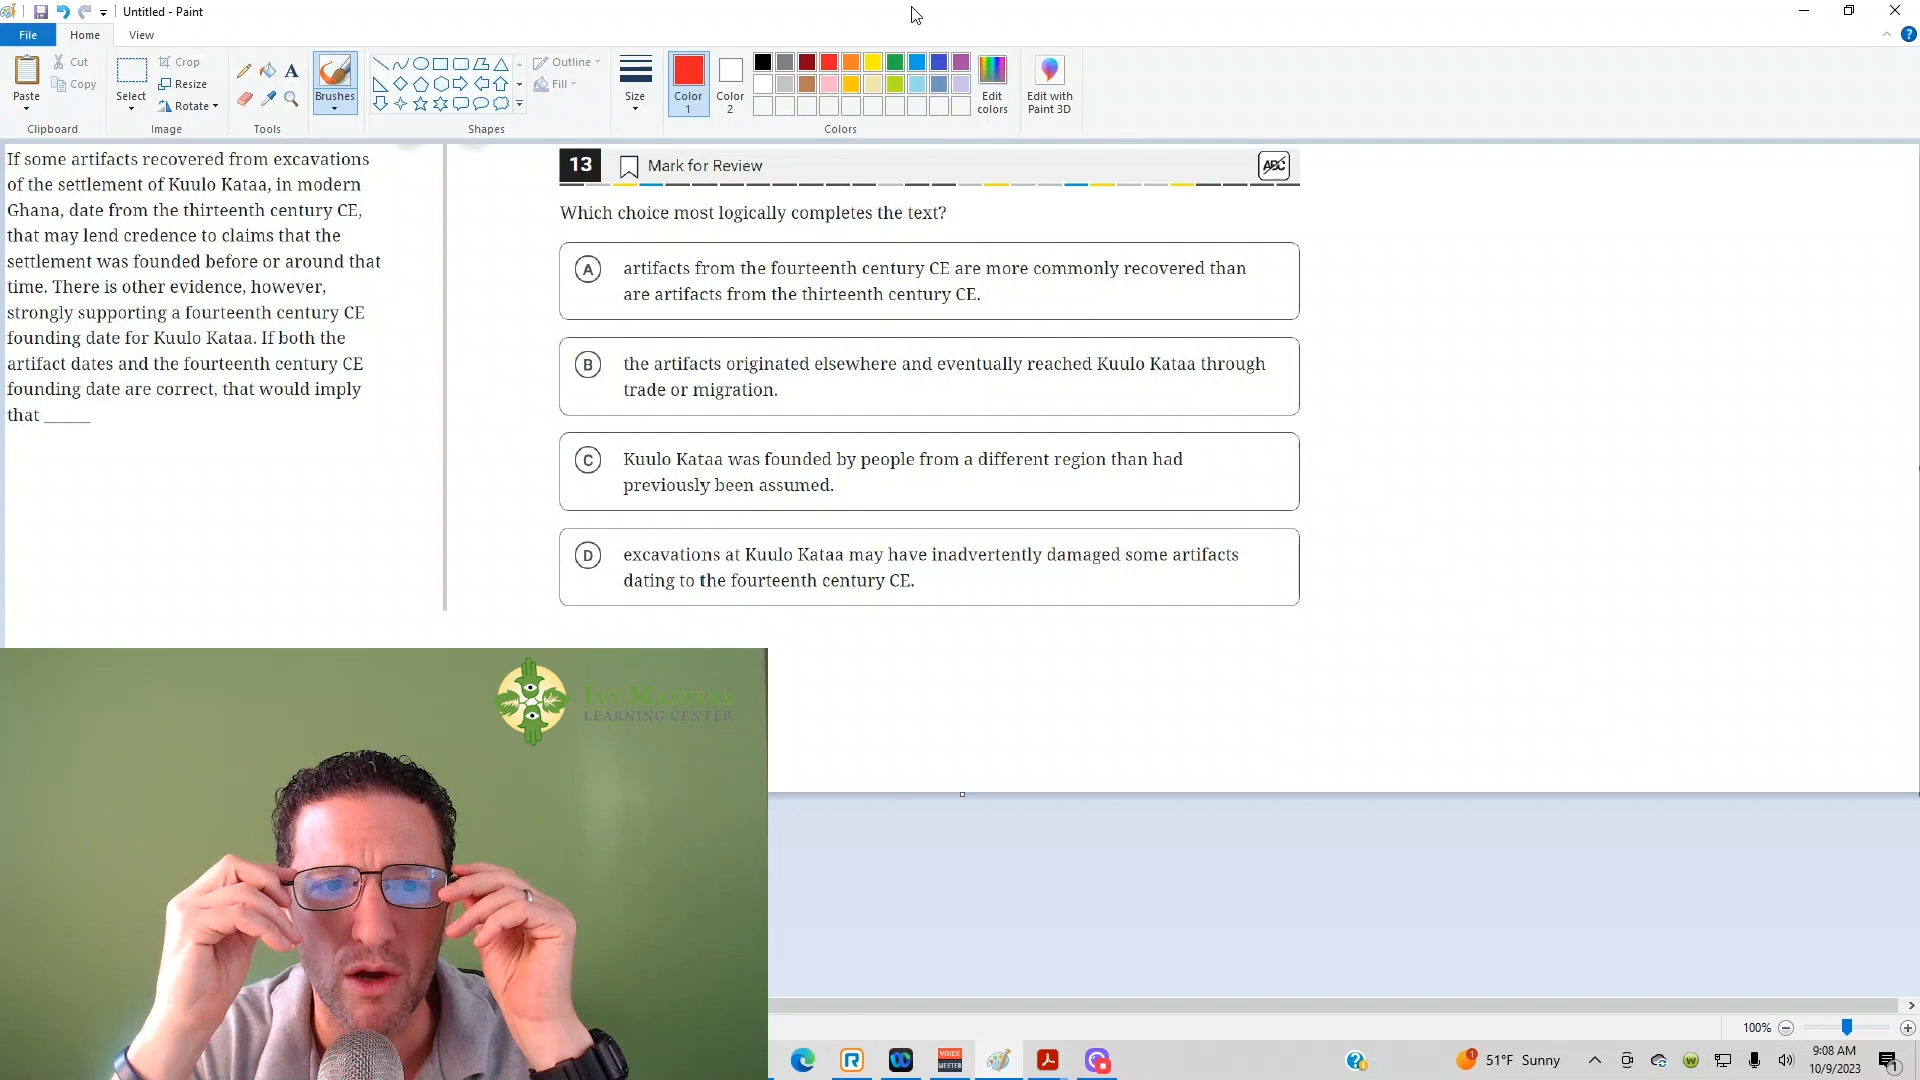 Untitled - Paint
File
Home
View
Paste
Cut
Copy
Clipboard
Select
Crop
Resize
Rotate
Image
A
Tools
Brushes
Shapes
Outline
Fill
Size
Color 1
Color 2
Edit colors
Colors
Edit with Paint 3D
If some artifacts recovered from excavations
of the settlement of Kuulo Kataa, in modern
Ghana, date from the thirteenth century CE,
that may lend credence to claims that the
settlement was founded before or around that
time. There is other evidence, however,
strongly supporting a fourteenth century CE
founding date for Kuulo Kataa. If both the
artifact dates and the fourteenth century CE
founding date are correct, that would imply
that ______
13
Mark for Review
ABC
Which choice most logically completes the text?
A
artifacts from the fourteenth century CE are more commonly recovered than
are artifacts from the thirteenth century CE.
B
the artifacts originated elsewhere and eventually reached Kuulo Kataa through
trade or migration.
C
Kuulo Kataa was founded by people from a different region than had
previously been assumed.
D
excavations at Kuulo Kataa may have inadvertently damaged some artifacts
dating to the fourteenth century CE.
IVY MASTERS
LEARNING CENTER
100%
VOICE
MEETER
51°F Sunny
9:08 AM
10/9/2023